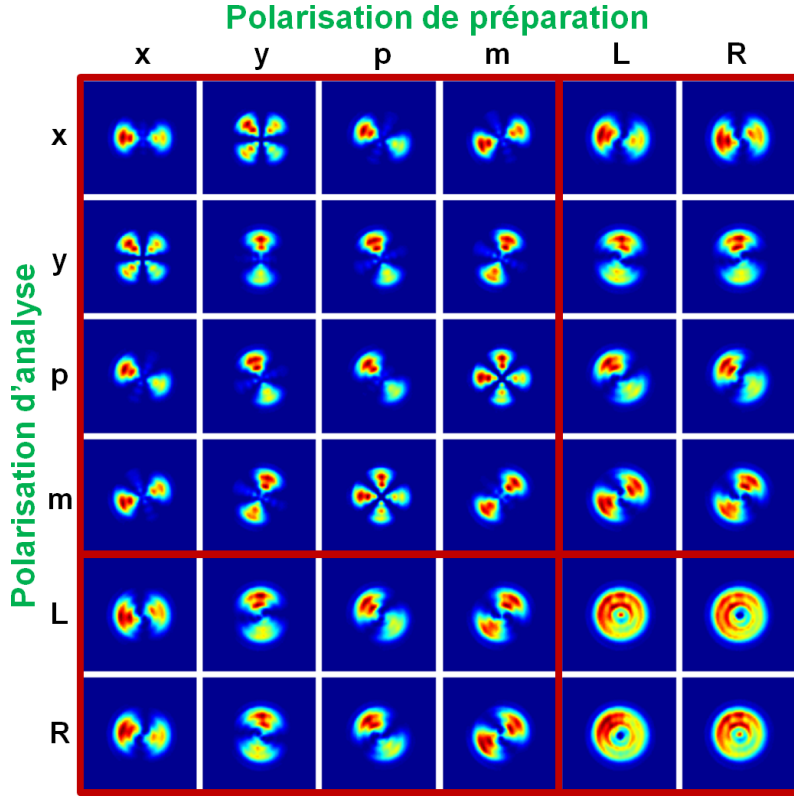 Polarisation de préparation
x y p m L R
x
y
p
m
L
R
Polarisation d'analyse